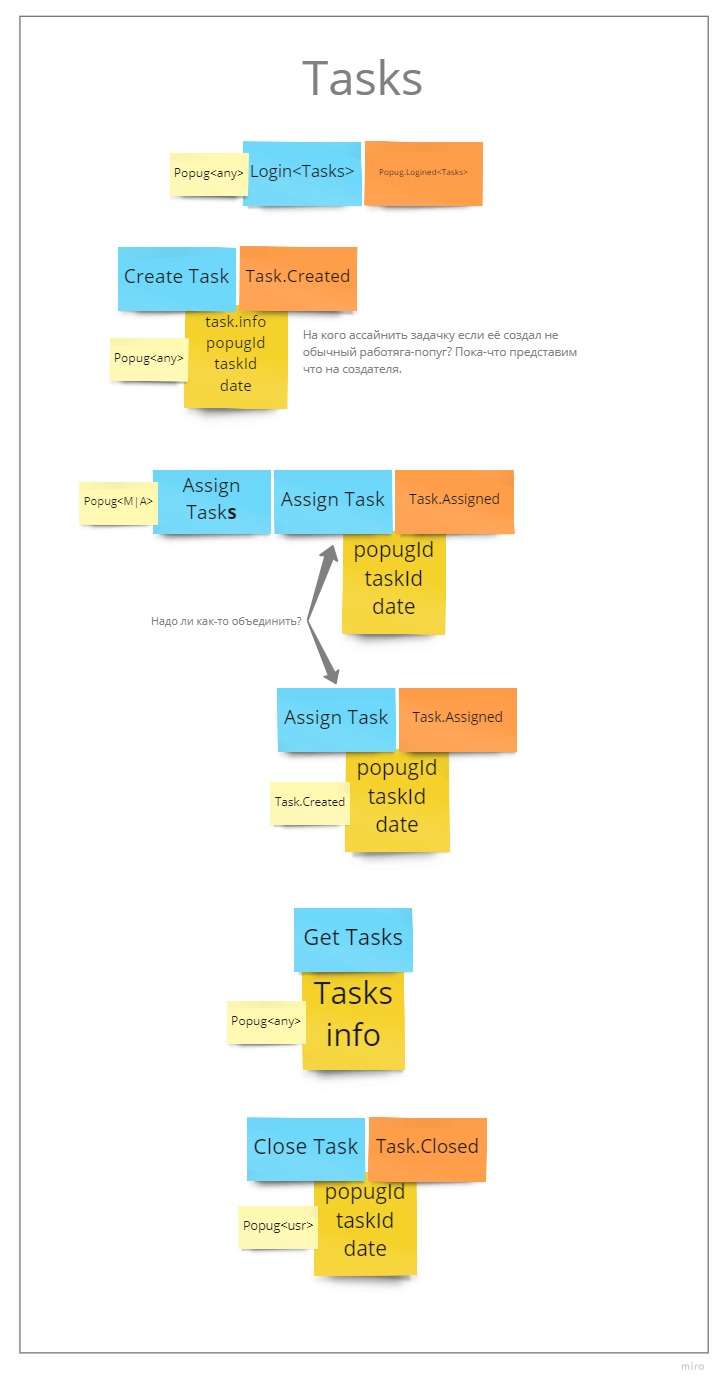 Tasks
Popug<any>
Login<Tasks>
Popug.Logined<Tasks>
Create Task
Task.Created
task.info
popugId
taskId
date
Popug<any>
На кого ассайнить задачку если её создал не
обычный работяга-попуг? Пока-что представим
что на создателя.
Popug<M|A>
Assign
Tasks
Assign Task
Task.Assigned
popugId
taskId
date
Надо ли как-то объединить?
Assign Task
Task.Assigned
popugId
taskId
date
Task.Created
Get Tasks
Tasks
info
Popug<any>
Close Task
Task.Closed
popugId
taskId
date
Popug<usr>
miro